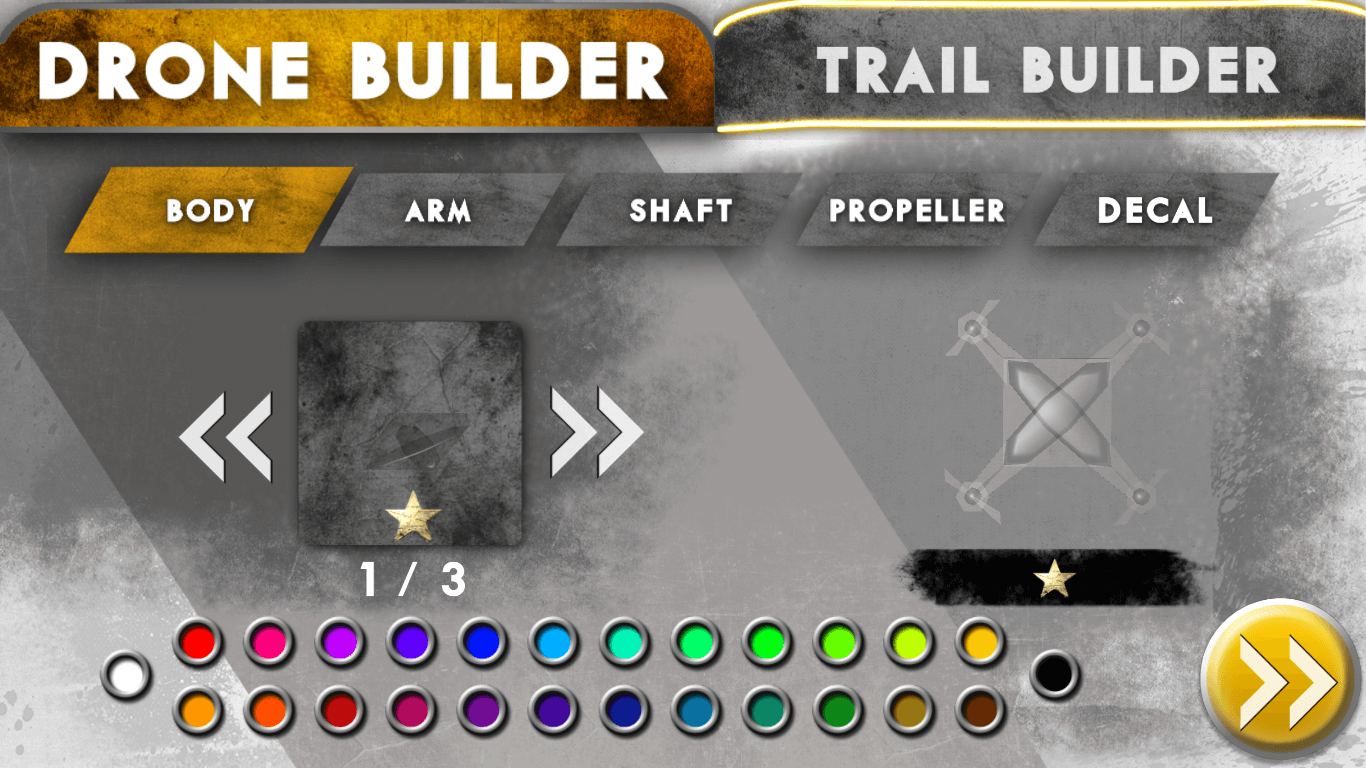 DRONE BUILDER
TRAIL BUILDER
BODY
ARM
SHAFT
PROPELLER
DECAL
1 / 3